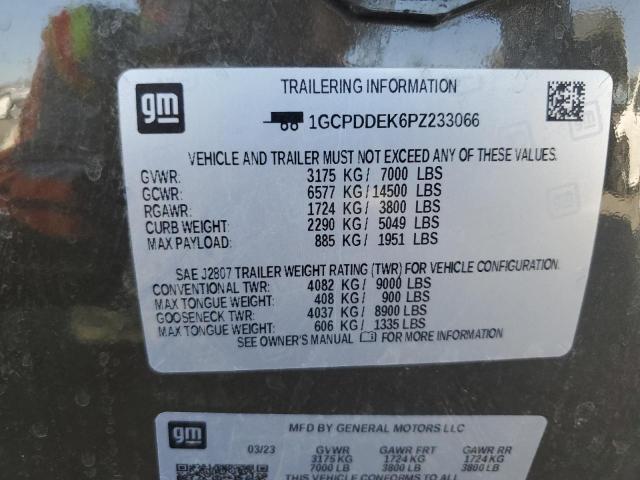 gm
TRAILERING INFORMATION
1GCPDDEK6PZ233066
VEHICLE AND TRAILER MUST NOT EXCEED ANY OF THESE VALUES.
GVWR: 3175 KG / 7000 LBS
GCWR: 6577 KG / 14500 LBS
RGAWR: 1724 KG / 3800 LBS
CURB WEIGHT: 2290 KG / 5049 LBS
MAX PAYLOAD: 885 KG / 1951 LBS
SAE J2807 TRAILER WEIGHT RATING (TWR) FOR VEHICLE CONFIGURATION.
CONVENTIONAL TWR: 4082 KG / 9000 LBS
MAX TONGUE WEIGHT: 408 KG / 900 LBS
GOOSENECK TWR: 4037 KG / 8900 LBS
MAX TONGUE WEIGHT: 606 KG / 1335 LBS
SEE OWNER'S MANUAL FOR MORE INFORMATION
gm
MFD BY GENERAL MOTORS LLC
03/23 GVWR GAWR FRT GAWR RR
3175 KG 1724 KG 1724 KG
7000 LB 3800 LB 3800 LB
THIS VEHICLE CONFORMS TO ALL